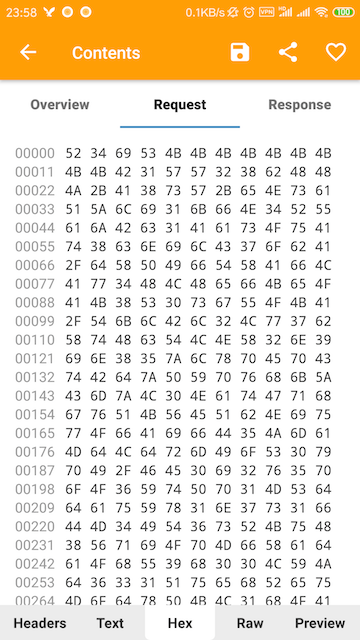 23:58 0.1KB/s VPN 5G 4G 100
Contents
Overview Request Response
00000 52 34 69 53 4B 4B 4B 4B 4B 4B 4B
00011 4B 4B 42 31 57 57 32 38 62 48 48
00022 4A 2B 41 38 73 57 2B 65 4E 73 61
00033 51 5A 6C 69 31 6B 66 4E 34 52 55
00044 61 6A 42 63 31 41 61 73 4F 75 41
00055 74 38 63 6E 69 6C 43 37 6F 62 41
00066 2F 64 58 50 49 66 54 58 41 66 4C
00077 41 77 34 48 4C 48 65 66 4B 65 4F
00088 41 4B 38 53 30 73 67 55 4F 4B 41
00099 2F 54 6B 6C 42 6C 32 4C 77 37 62
00110 58 74 48 63 54 4C 4E 58 32 6E 39
00121 69 6E 38 35 7A 6C 78 70 45 70 43
00132 74 42 64 7A 50 59 70 76 68 6B 5A
00143 43 6D 7A 4C 30 4E 61 74 47 71 68
00154 67 76 51 4B 56 45 51 62 4E 69 75
00165 77 4F 66 41 69 66 44 35 4A 6D 61
00176 4D 64 4C 64 72 6D 49 6F 53 30 79
00187 70 49 2F 46 45 30 69 32 76 35 70
00198 6F 4F 36 59 74 50 70 31 4D 53 64
00209 64 61 75 59 78 31 6E 37 73 31 66
00220 44 4D 34 49 54 36 73 52 4B 75 48
00231 38 56 71 69 4F 70 4D 66 58 61 64
00242 61 4F 68 55 39 68 30 30 4C 59 4A
00253 64 36 33 31 51 75 65 68 52 65 75
00264 4D 6F 64 78 50 4B 4C 31 68 4F 41
Headers Text Hex Raw Preview